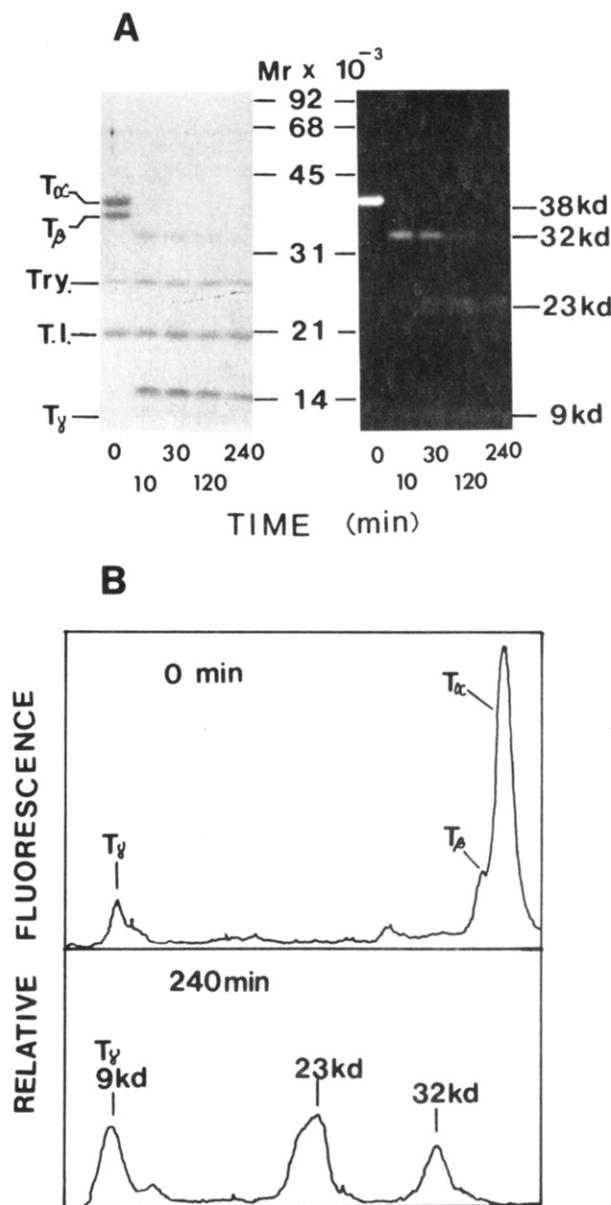 A
Mr x 10⁻³
92
68
45
31
21
14
Tα
Tβ
Try.
T.I.
Tγ
38kd
32kd
23kd
9kd
0 30 240
10 120
0 30 240
10 120
TIME (min)
B
RELATIVE FLUORESCENCE
0 min
Tα
Tβ
Tγ
240min
Tγ
9kd
23kd
32kd